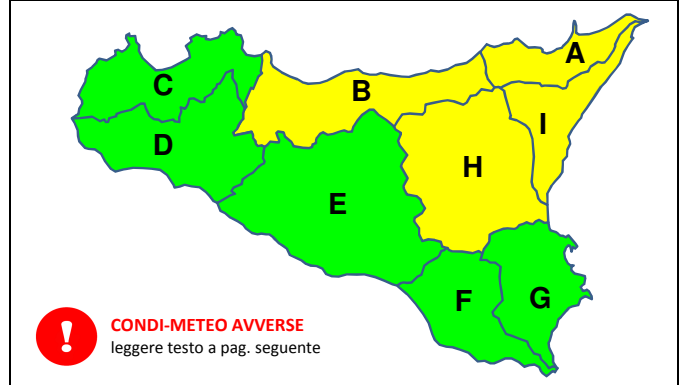 A
C
B
I
D
H
E
F
G
!
CONDI-METEO AVVERSE
leggere testo a pag. seguente